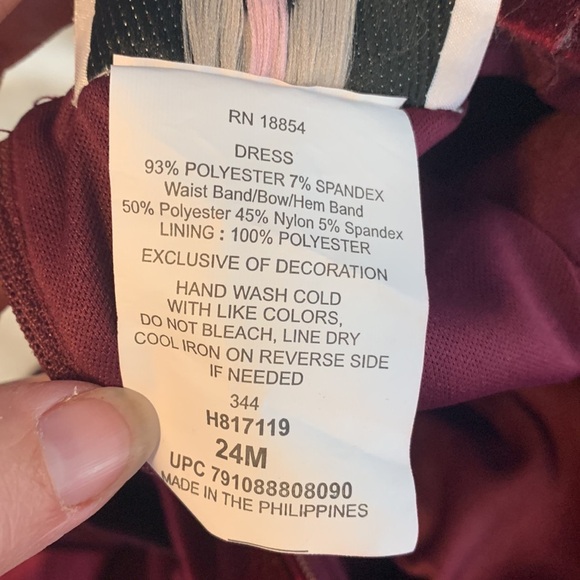 RN 18854
DRESS
93% POLYESTER 7% SPANDEX
Waist Band/Bow/Hem Band
50% Polyester 45% Nylon 5% Spandex
LINING : 100% POLYESTER
EXCLUSIVE OF DECORATION
HAND WASH COLD
WITH LIKE COLORS,
DO NOT BLEACH, LINE DRY
COOL IRON ON REVERSE SIDE
IF NEEDED
344
H817119
24M
UPC 791088808090
MADE IN THE PHILIPPINES